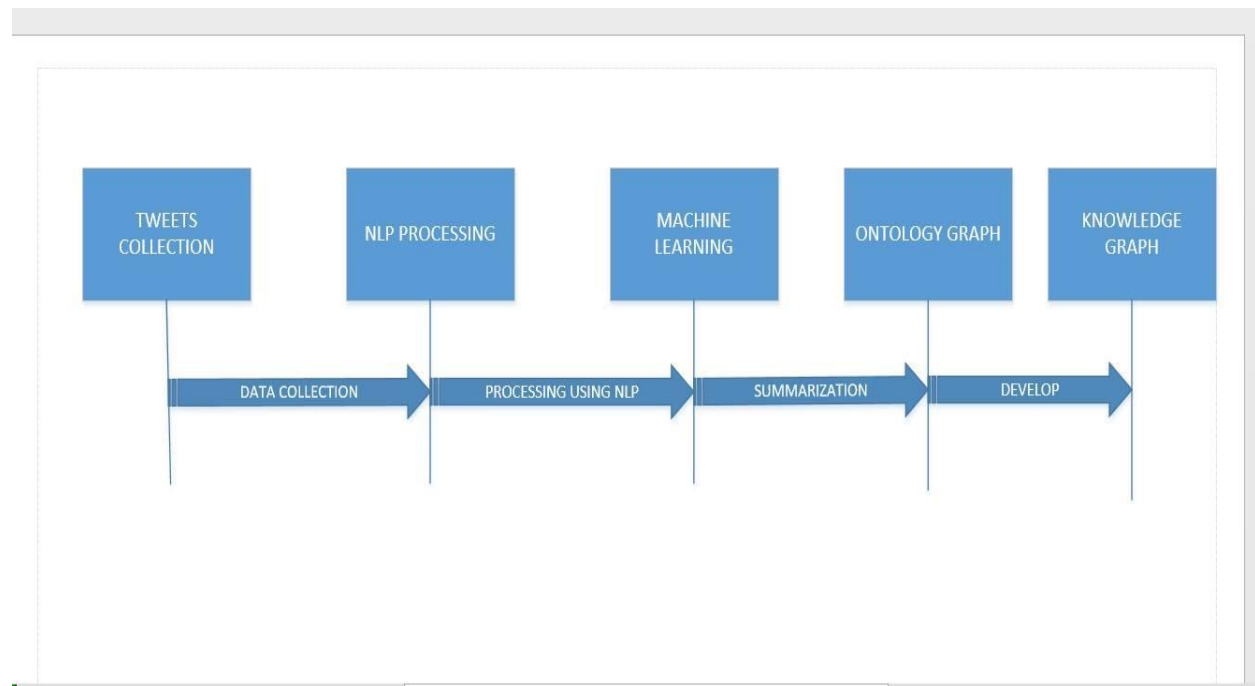 TWEETS
COLLECTION
NLP PROCESSING
MACHINE
LEARNING
ONTOLOGY GRAPH
KNOWLEDGE
GRAPH
DATA COLLECTION
PROCESSING USING NLP
SUMMARIZATION
DEVELOP